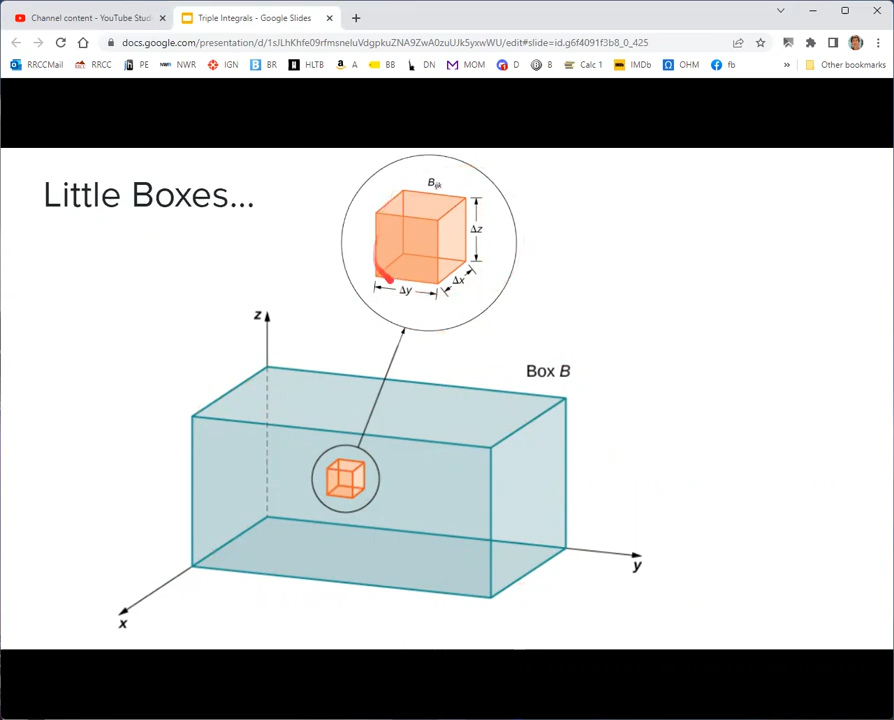 Channel content - YouTube Stud
Triple Integrals - Google Slides
docs.google.com/presentation/d/1sJLhKhfe09rfmsneluVdgpkuZNA9ZwA0zuUJk5yxwWU/edit#slide=id.g6f4091f3b8_0_425
RRCCMail RRCC PE NWR IGN BR HLTB A BB DN MOM D B Calc 1 IMDb OHM fb » Other bookmarks
Little Boxes...
Bijk
Δz
Δx
Δy
z
Box B
y
x